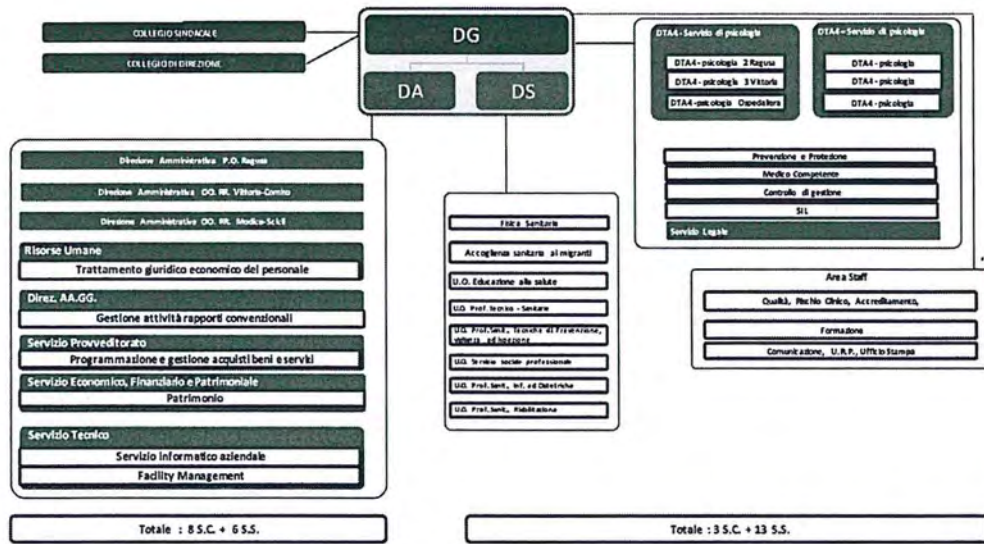 COLLEGIO SINDACALE
COLLEGIO DI DIREZIONE
DG
DA
DS
DTA4-Servizio di psicologia
DTA4-psicologia 2 Ragusa
DTA4-psicologia 3 Vittoria
DTA4-psicologia Ospedaliera
DTA4-Servizio di psicologia
DTA4-psicologia
DTA4-psicologia
DTA4-psicologia
Prevenzione e Protezione
Medico Competente
Controllo di gestione
SIL
Servizio Legale
Direzione Amministrativa P.O. Ragusa
Direzione Amministrativa OO. RR. Vittoria-Comiso
Direzione Amministrativa OO. RR. Modica-Scicli
Risorse Umane
Trattamento giuridico economico del personale
Direz. AA.GG.
Gestione attività rapporti convenzionali
Servizio Provveditorato
Programmazione e gestione acquisti beni e servizi
Servizio Economico, Finanziario e Patrimoniale
Patrimonio
Servizio Tecnico
Servizio informatico aziendale
Facility Management
Fisica Sanitaria
Accoglienza sanitaria ai migranti
U.O. Educazione alla salute
U.O. Prof.Tecnico - Sanitarie
U.O. Prof.Sanit., Tecniche di Prevenzione,
U.O. Servizio sociale professionale
U.O. Prof.Sanit., Inf. ed Ostetriche
U.O. Prof.Sanit., Riabilitazione
Area Staff
Qualità, Rischio Clinico, Accreditamento,
Formazione
Comunicazione, U.R.P., Ufficio Stampa
Totale : 8 S.C. + 6 S.S.
Totale : 3 S.C. + 13 S.S.